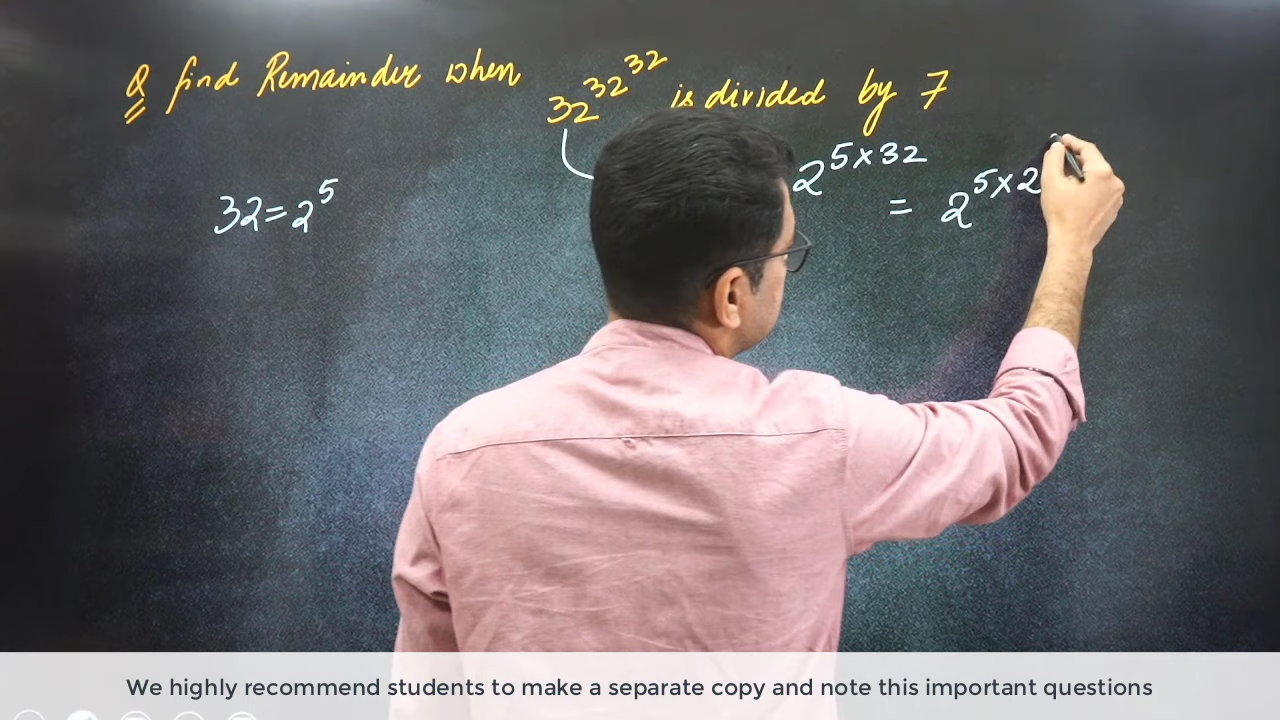 Q find Remainder when 32^32^32 is divided by 7
32=2^5
2^5×32
= 2^5×2
We highly recommend students to make a separate copy and note this important questions